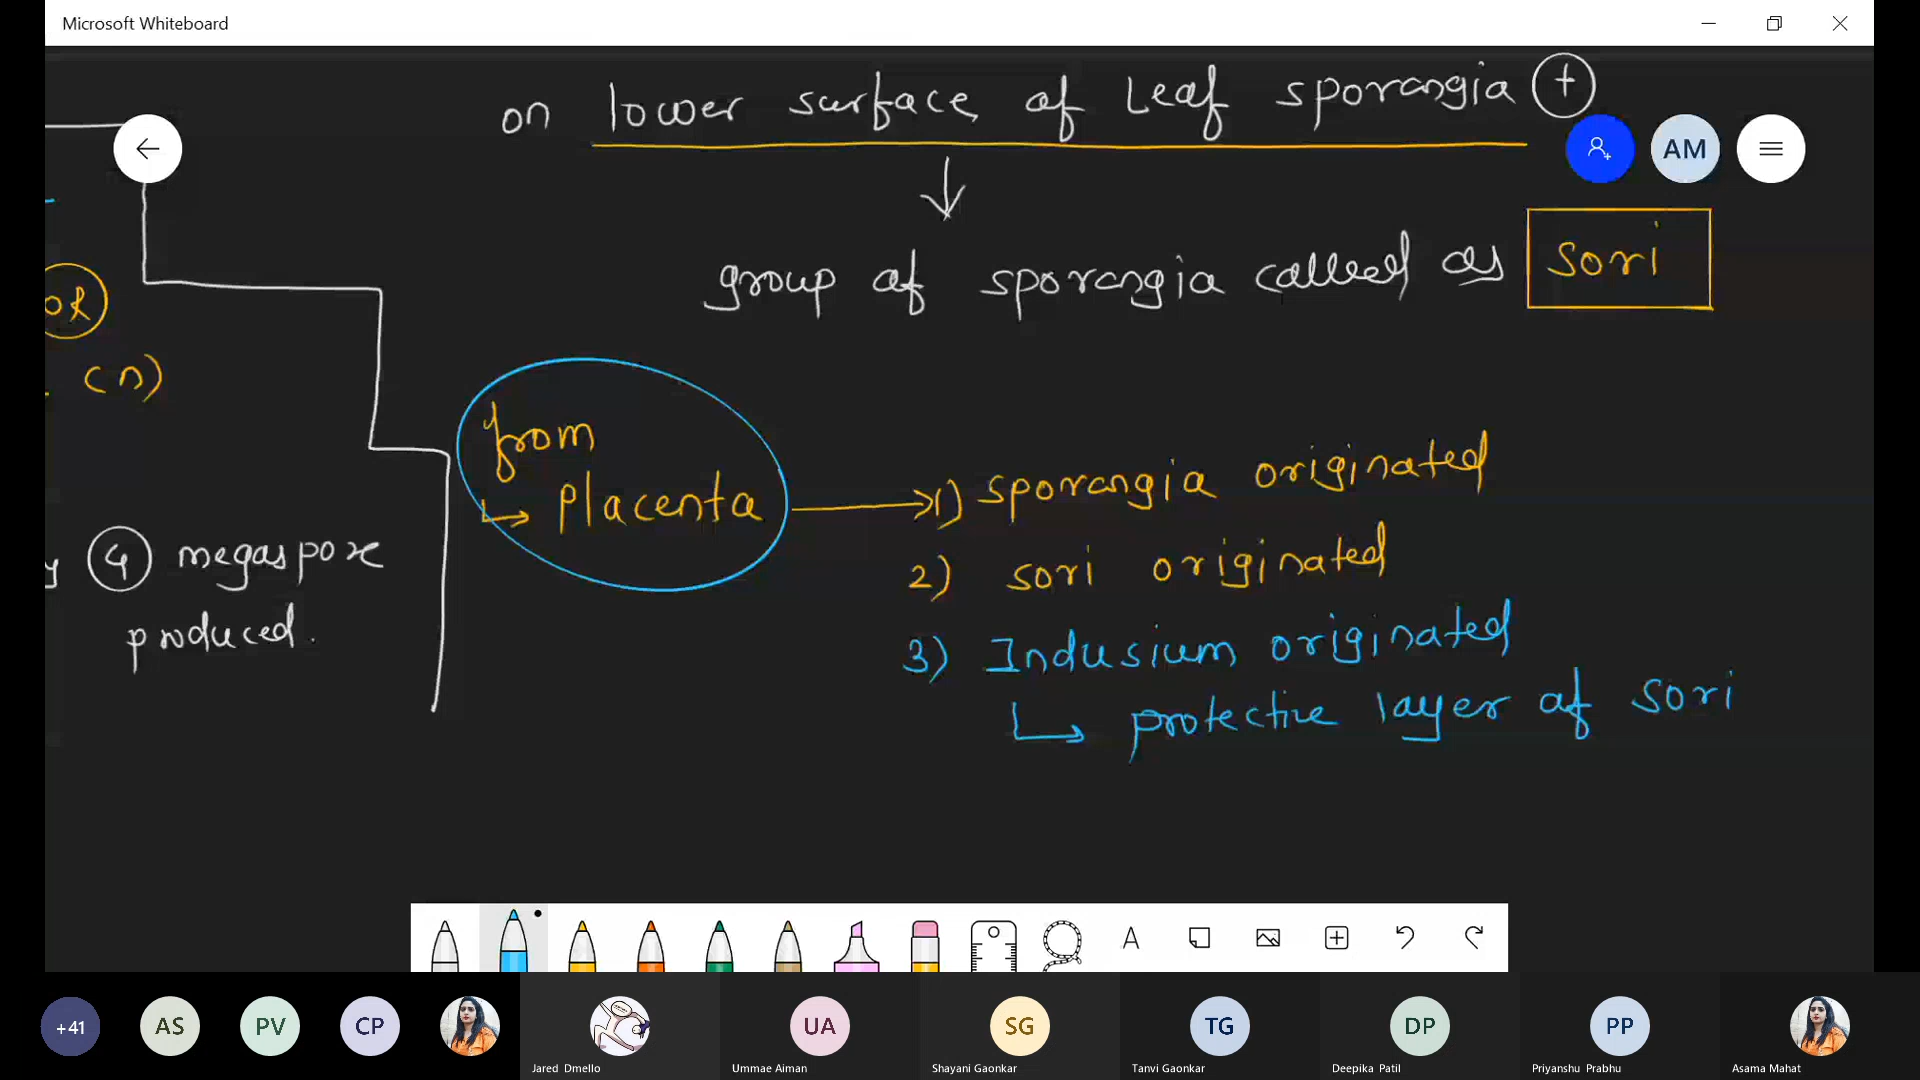 Microsoft Whiteboard
on lower surface of Leaf sporangia +
AM
group of sporangia called as sori
OR
(n)
from
Placenta
1) sporangia originated
2) sori originated
3) Indusium originated
protective layer of sori
4 megaspore
produced.
A
+41
AS
PV
CP
UA
SG
TG
DP
PP
Jared Dmello
Ummae Aiman
Shayani Gaonkar
Tanvi Gaonkar
Deepika Patil
Priyanshu Prabhu
Asama Mahat